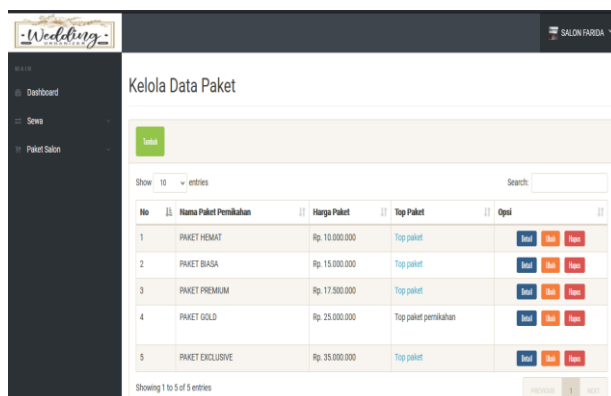 Wedding
ORGANIZER
SALON FARIDA
MAIN
Dashboard
Sewa
Paket Salon
Kelola Data Paket
Tambah
Show 10 entries
Search:
No Nama Paket Pernikahan Harga Paket Top Paket Opsi
1 PAKET HEMAT Rp. 10.000.000 Top paket Detail Ubah Hapus
2 PAKET BIASA Rp. 15.000.000 Top paket Detail Ubah Hapus
3 PAKET PREMIUM Rp. 17.500.000 Top paket Detail Ubah Hapus
4 PAKET GOLD Rp. 25.000.000 Top paket pernikahan Detail Ubah Hapus
5 PAKET EXCLUSIVE Rp. 35.000.000 Top paket Detail Ubah Hapus
Showing 1 to 5 of 5 entries
PREVIOUS 1 NEXT